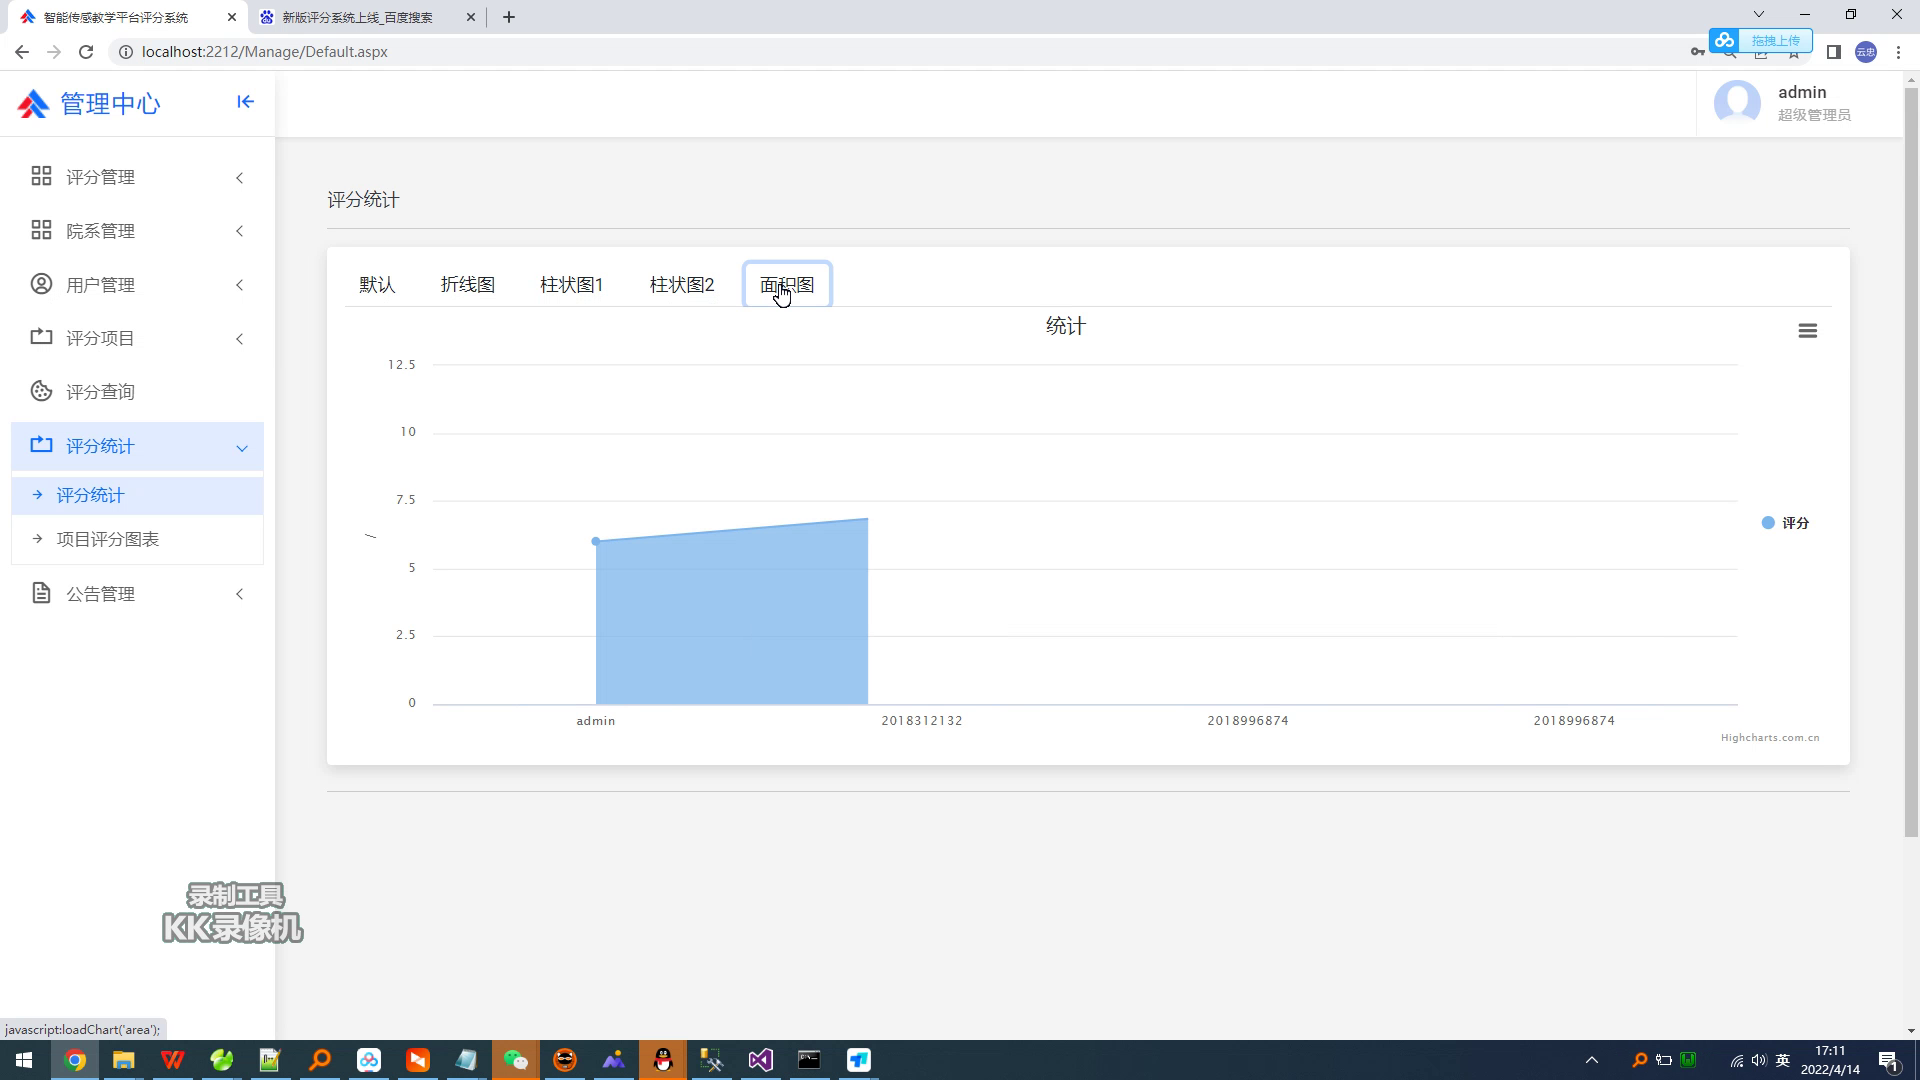 智能传感教学平台评分系统
新版评分系统上线_百度搜索
localhost:2212/Manage/Default.aspx
拖拽上传
云忠
管理中心
admin
超级管理员
评分管理
院系管理
用户管理
评分项目
评分查询
评分统计
评分统计
项目评分图表
公告管理
评分统计
默认
折线图
柱状图1
柱状图2
面积图
统计
12.5
10
7.5
5
2.5
0
评分
admin
2018312132
2018996874
2018996874
Highcharts.com.cn
录制工具
KK录像机
javascript:loadChart('area');
英
17:11
2022/4/14
1